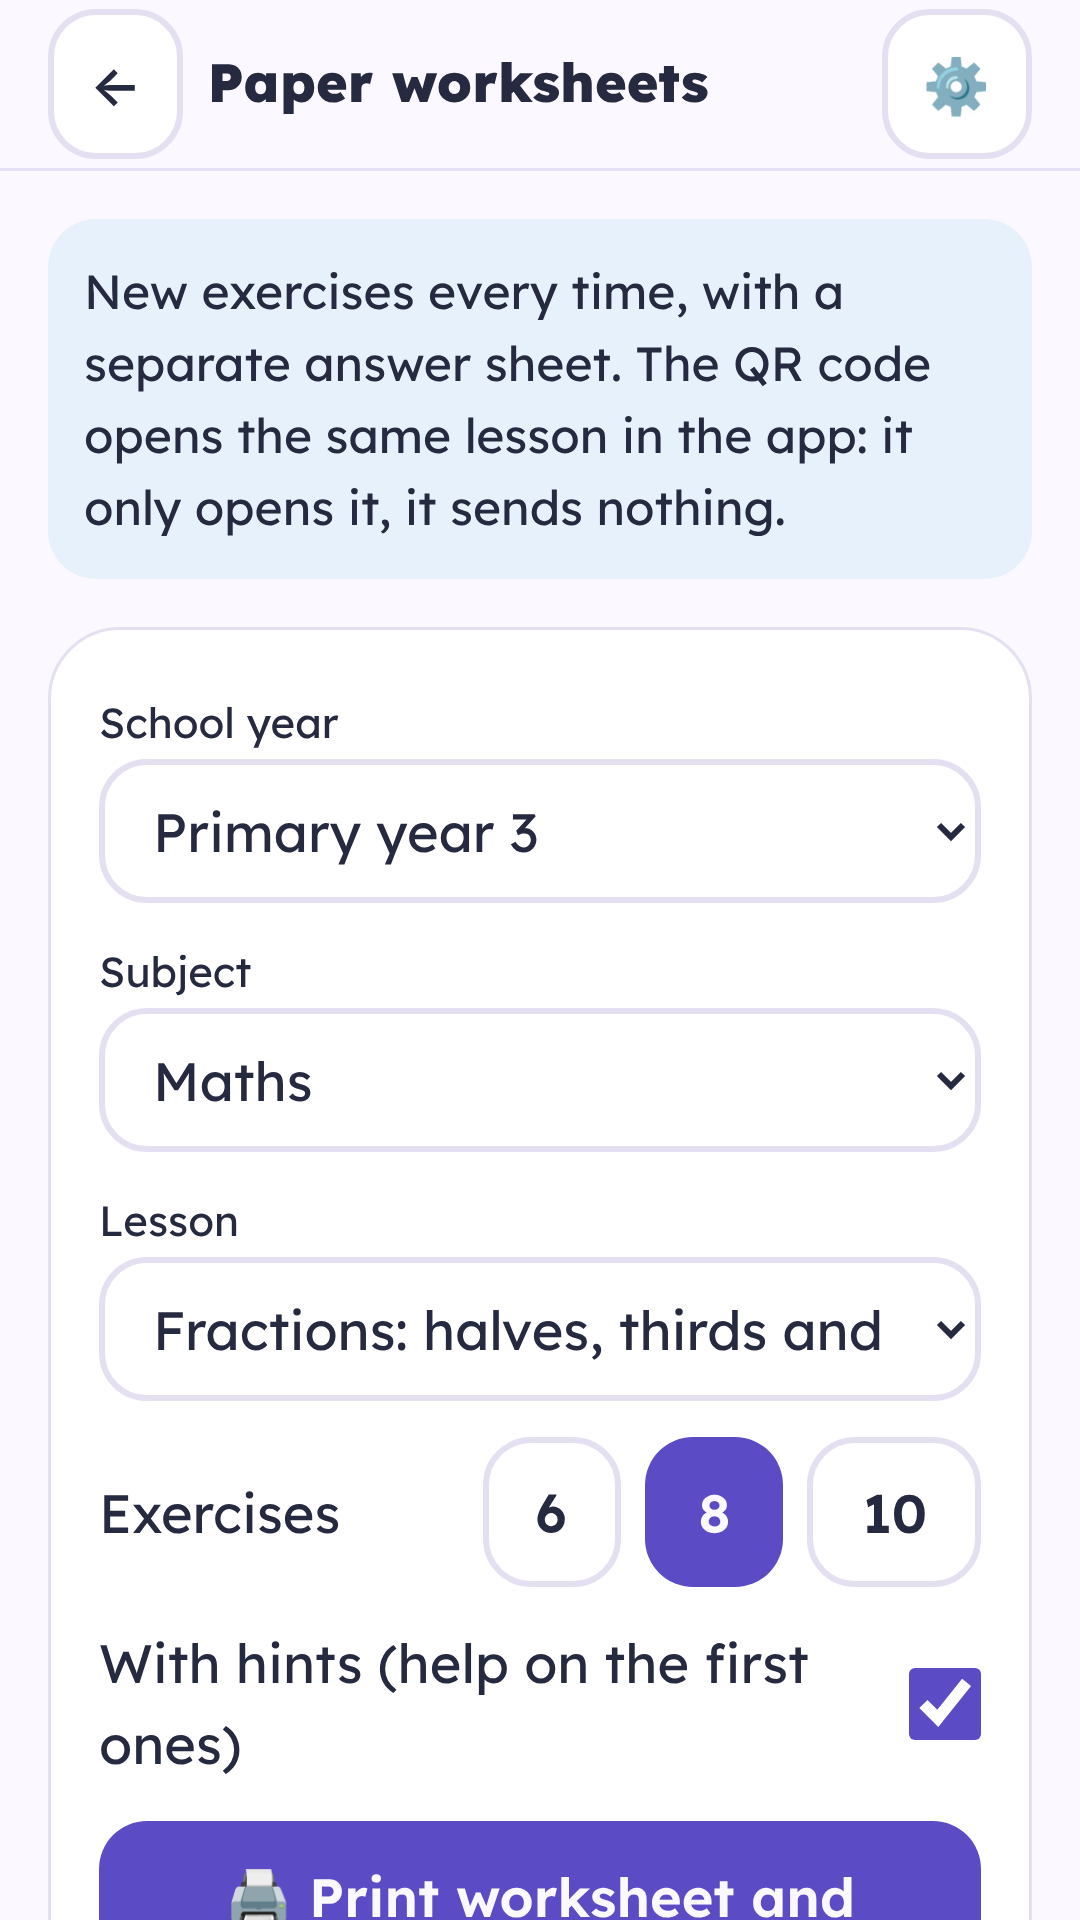 Paper worksheets
New exercises every time, with a
separate answer sheet. The QR code
opens the same lesson in the app: it
only opens it, it sends nothing.
School year
Primary year 3
Subject
Maths
Lesson
Fractions: halves, thirds and
Exercises
6
8
10
With hints (help on the first
ones)
Print worksheet and